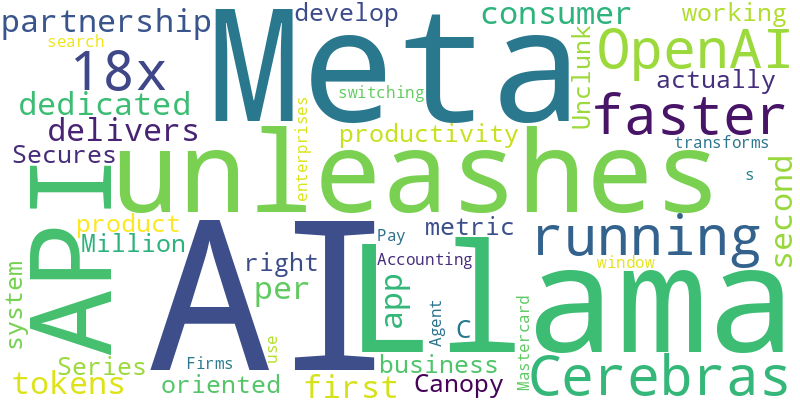 partnership
search
develop
consumer
working
18x
Meta
OpenAI
dedicated
switching
Unclunk
actually
faster
delivers
enterprises
productivity
transforms
Secures
unleashes
second
s
API
product
Million
AI
Pay
metric
running
right
Accounting
window
per
Llama
system
app
Agent
C
Mastercard
Series
Firms
use
business
Cerebras
tokens
oriented
first
Canopy